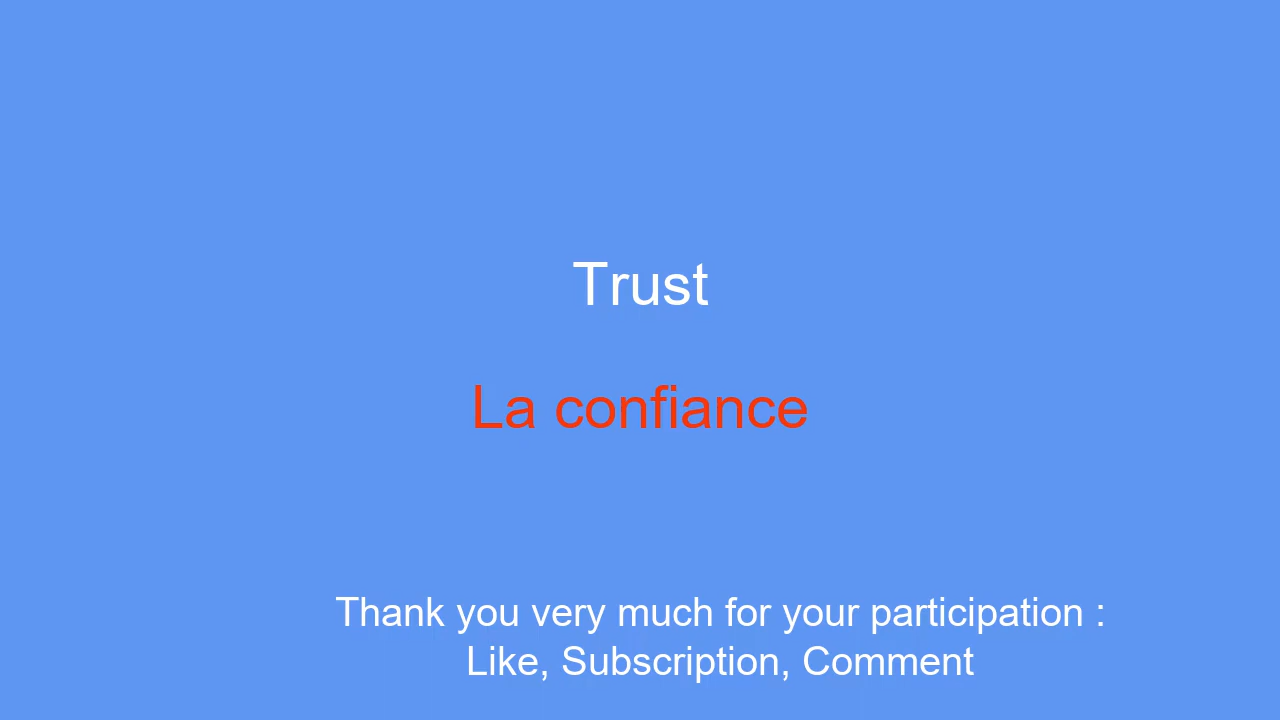 Trust
La confiance
Thank you very much for your participation :
Like, Subscription, Comment